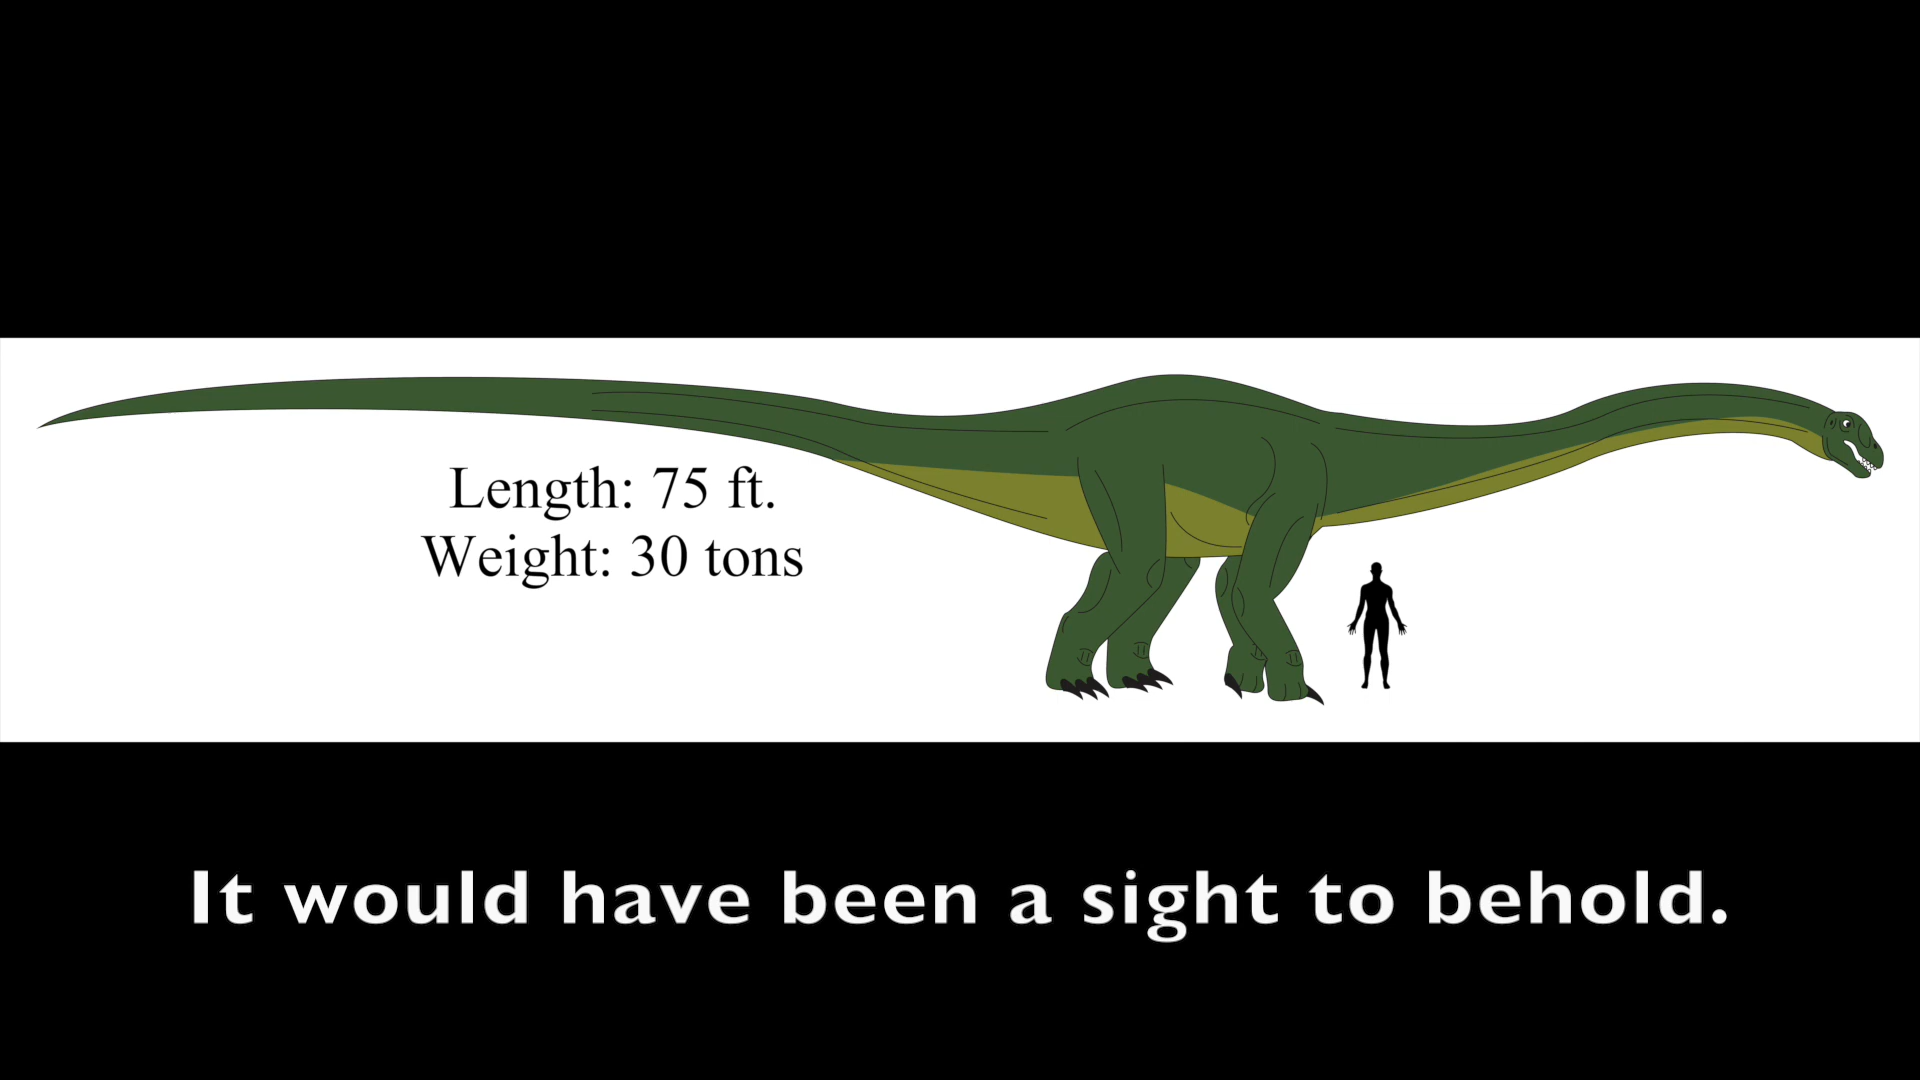 Length: 75 ft.
Weight: 30 tons
It would have been a sight to behold.